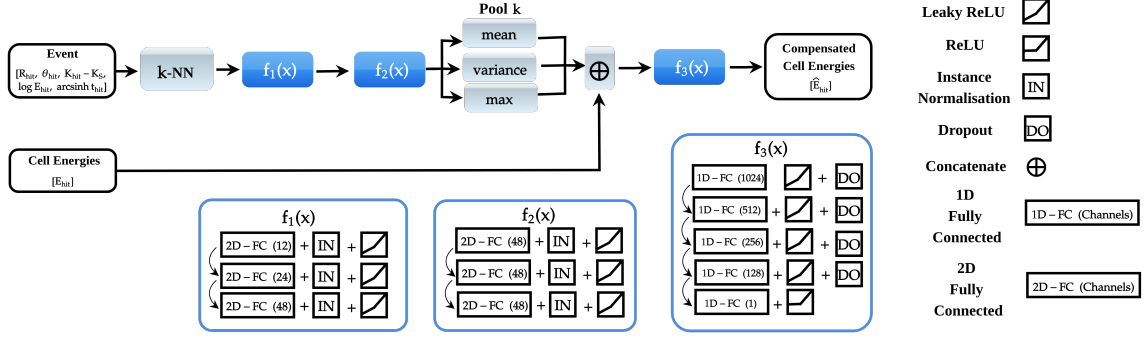 Pool k
Event
[R_hit, θ_hit, K_hit − K_S,
log E_hit, arcsinh t_hit]
k-NN
f₁(x)
f₂(x)
mean
variance
max
⊕
f₃(x)
Compensated
Cell Energies
[Ê_hit]
Cell Energies
[E_hit]
f₁(x)
2D – FC (12) + IN +
2D – FC (24) + IN +
2D – FC (48) + IN +
f₂(x)
2D – FC (48) + IN +
2D – FC (48) + IN +
2D – FC (48) + IN +
f₃(x)
1D – FC (1024) + DO
1D – FC (512) + + DO
1D – FC (256) + + DO
1D – FC (128) + + DO
1D – FC (1) +
Leaky ReLU
ReLU
Instance
Normalisation
IN
Dropout
DO
Concatenate ⊕
1D
Fully
Connected
1D – FC (Channels)
2D
Fully
Connected
2D – FC (Channels)